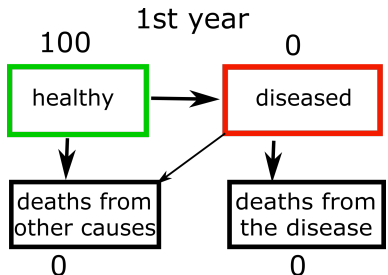 1st year
100
0
healthy
diseased
deaths from
other causes
deaths from
the disease
0
0